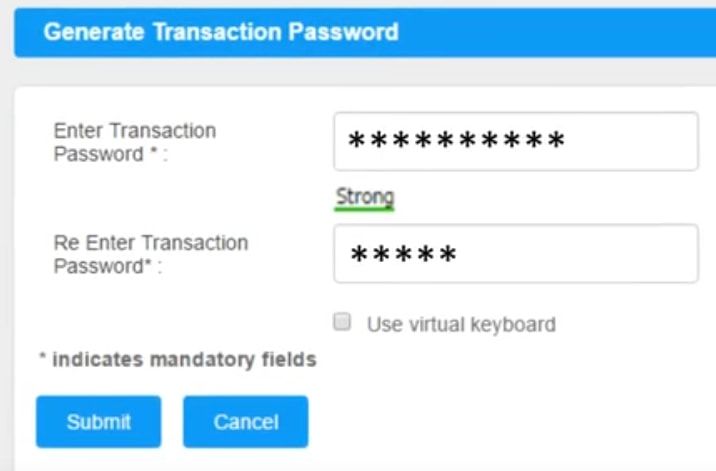 Generate Transaction Password
Enter Transaction
Password * :
**********
Strong
Re Enter Transaction
Password* :
*****
Use virtual keyboard
* indicates mandatory fields
Submit Cancel